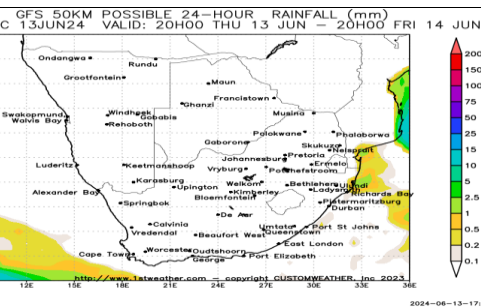 GFS 50KM POSSIBLE 24-HOUR RAINFALL (mm)
C 13JUN24 VALID: 20H00 THU 13 JUN – 20H00 FRI 14 JUN
Ondangwa
Rundu
Grootfontein
Maun
Ghanzi
Francistown
Swakopmund
Walvis Bay
Windhoek
Gobabis
Rehoboth
Musina
Polokwane
Phalaborwa
Gaborone
Skukuza
Nelspruit
Johannesburg
Pretoria
Luderitz
Keetmanshoop
Vryburg
Potchefstroom
Ermelo
Karasburg
Upington
Welkom
Bethlehem
Ulundi
Alexander Bay
Kimberley
Ladysmith
Richards Bay
Springbok
Bloemfontein
Pietermaritzburg
Durban
De Aar
Calvinia
Vredendal
Beaufort West
Umtata
Queenstown
Port St Johns
East London
Cape Town
Worcester
Oudtshoorn
George
Port Elizabeth
http://www.1stweather.com – copyright CUSTOMWEATHER, Inc 2023
12E 15E 18E 21E 24E 27E 30E 33E 36E
200
150
100
75
50
25
15
10
5
2.5
1
0.5
0.2
0.1
2024-06-13-17: